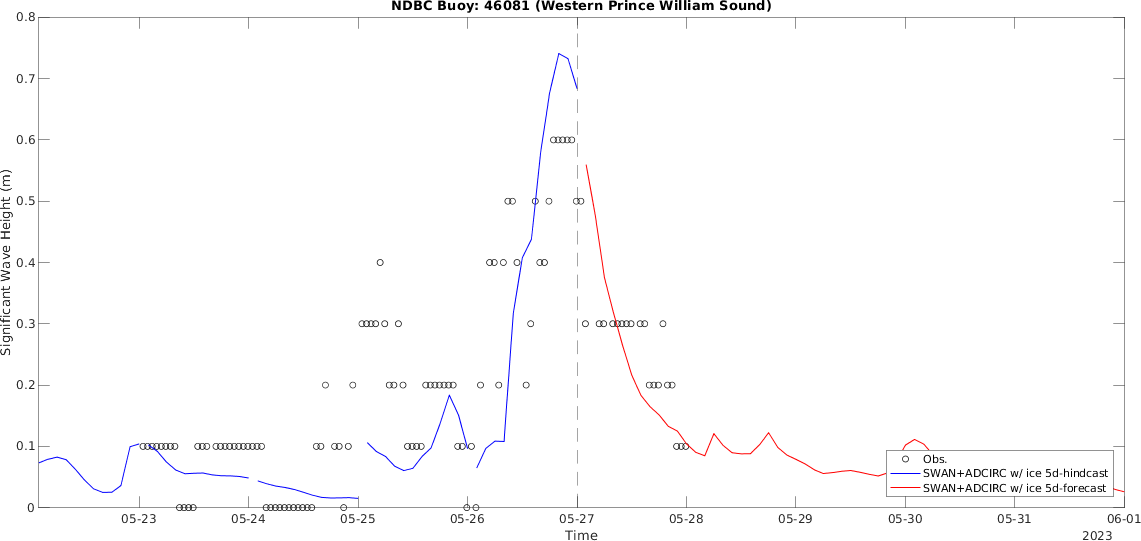 NDBC Buoy: 46081 (Western Prince William Sound)
0.8
0.7
0.6
0.5
0.4
0.3
0.2
0.1
0
Significant Wave Height (m)
Obs.
SWAN+ADCIRC w/ ice 5d-hindcast
SWAN+ADCIRC w/ ice 5d-forecast
05-23 05-24 05-25 05-26 05-27 05-28 05-29 05-30 05-31 06-01
Time
2023